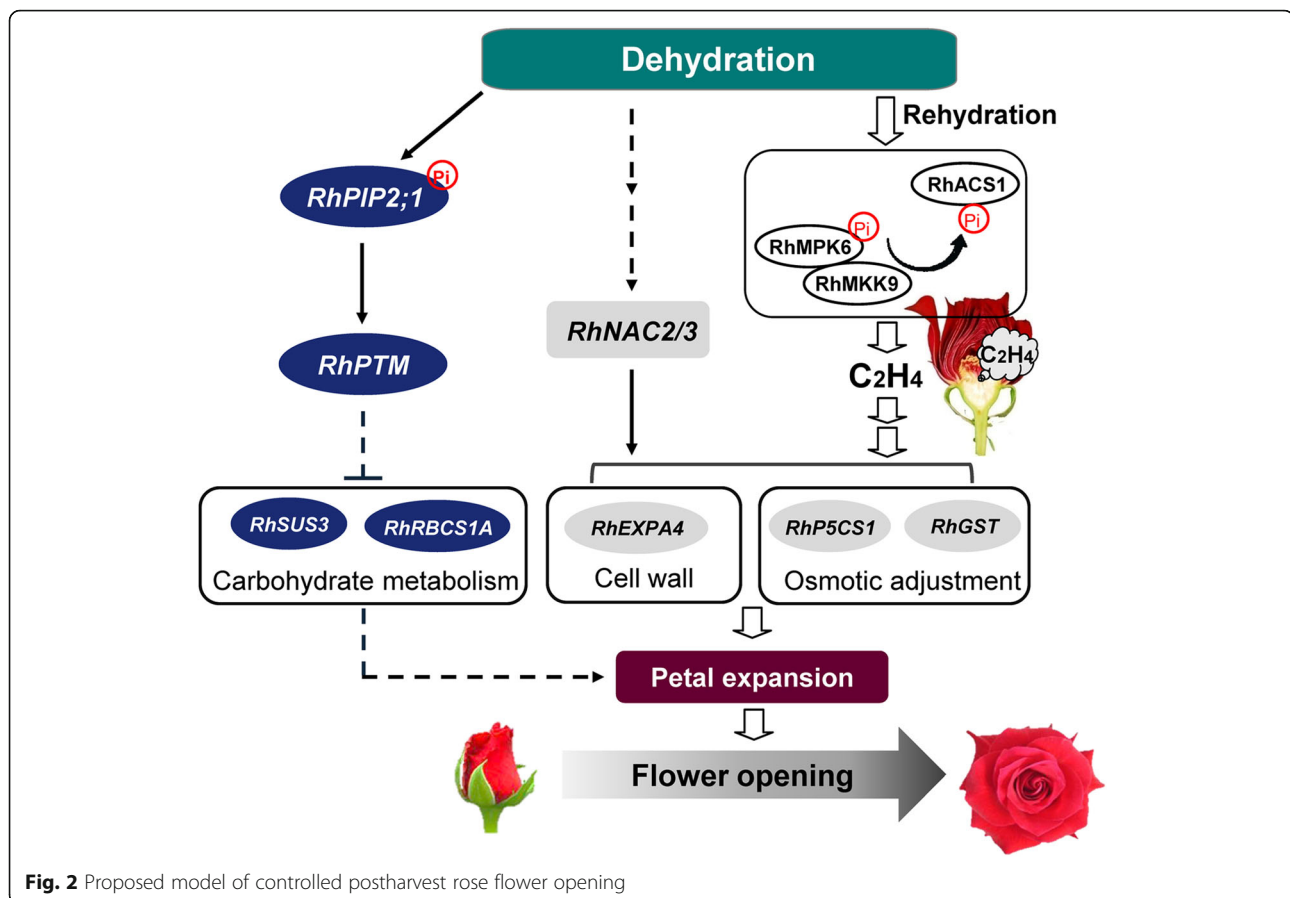 Dehydration
Rehydration
RhPIP2;1
Pi
RhACS1
Pi
Pi
RhMPK6
RhMKK9
RhNAC2/3
RhPTM
C2H4
C2H4
RhSUS3
RhRBCS1A
Carbohydrate metabolism
RhEXPA4
Cell wall
RhP5CS1
RhGST
Osmotic adjustment
Petal expansion
Flower opening
Fig. 2 Proposed model of controlled postharvest rose flower opening